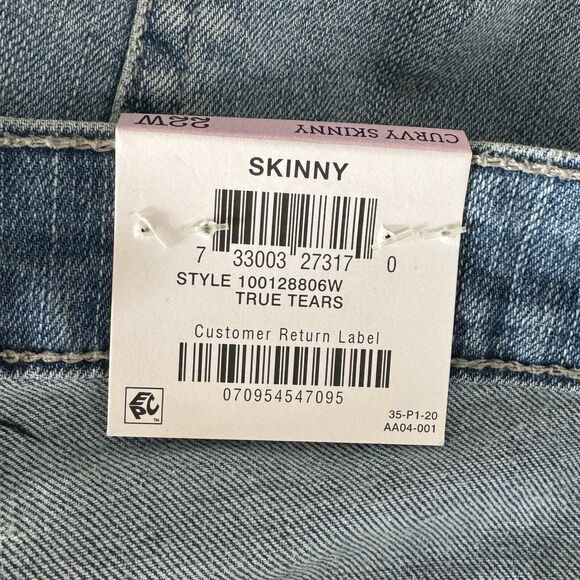 22W CURVY SKINNY
SKINNY
7 33003 27317 0
STYLE 100128806W
TRUE TEARS
Customer Return Label
070954547095
EPC™
35-P1-20
AA04-001